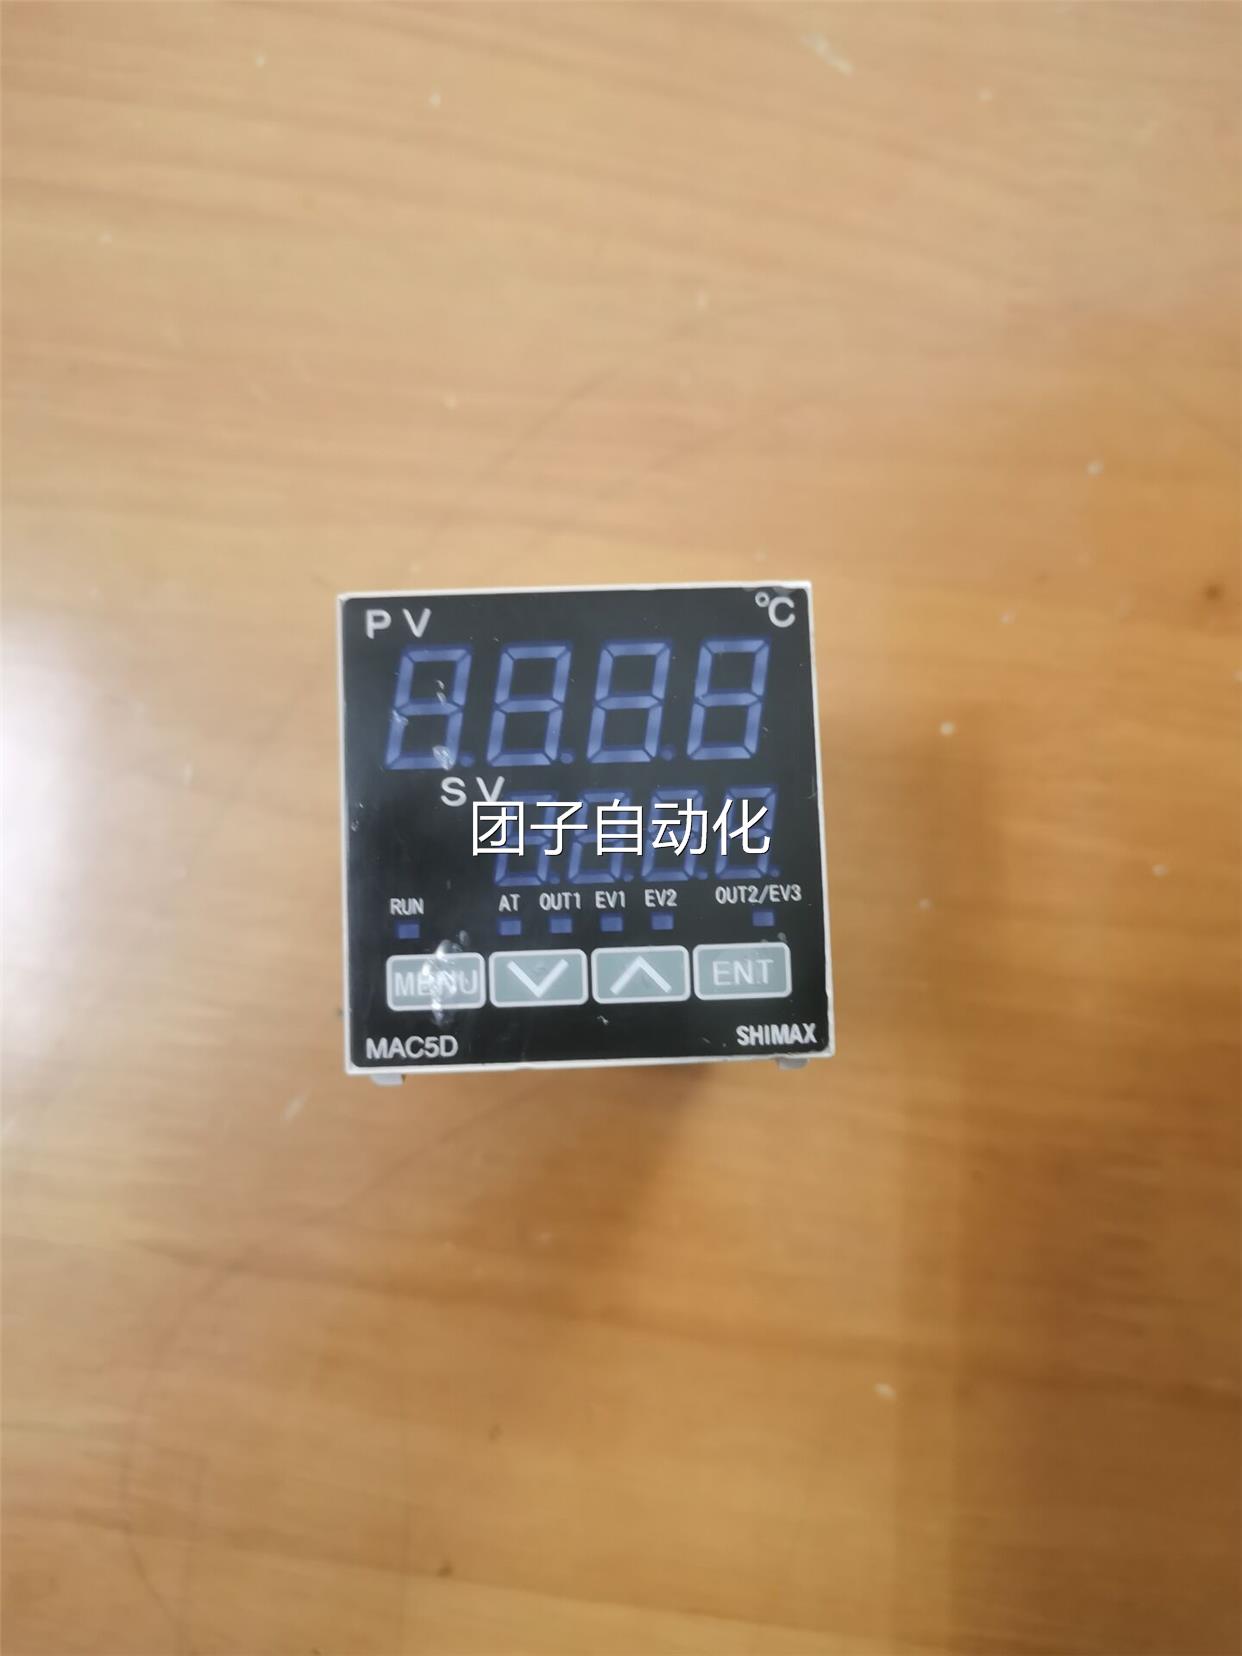 PV
°C
SV
团子自动化
RUN
AT OUT1 EV1 EV2 OUT2/EV3
MENU
ENT
MAC5D
SHIMAX